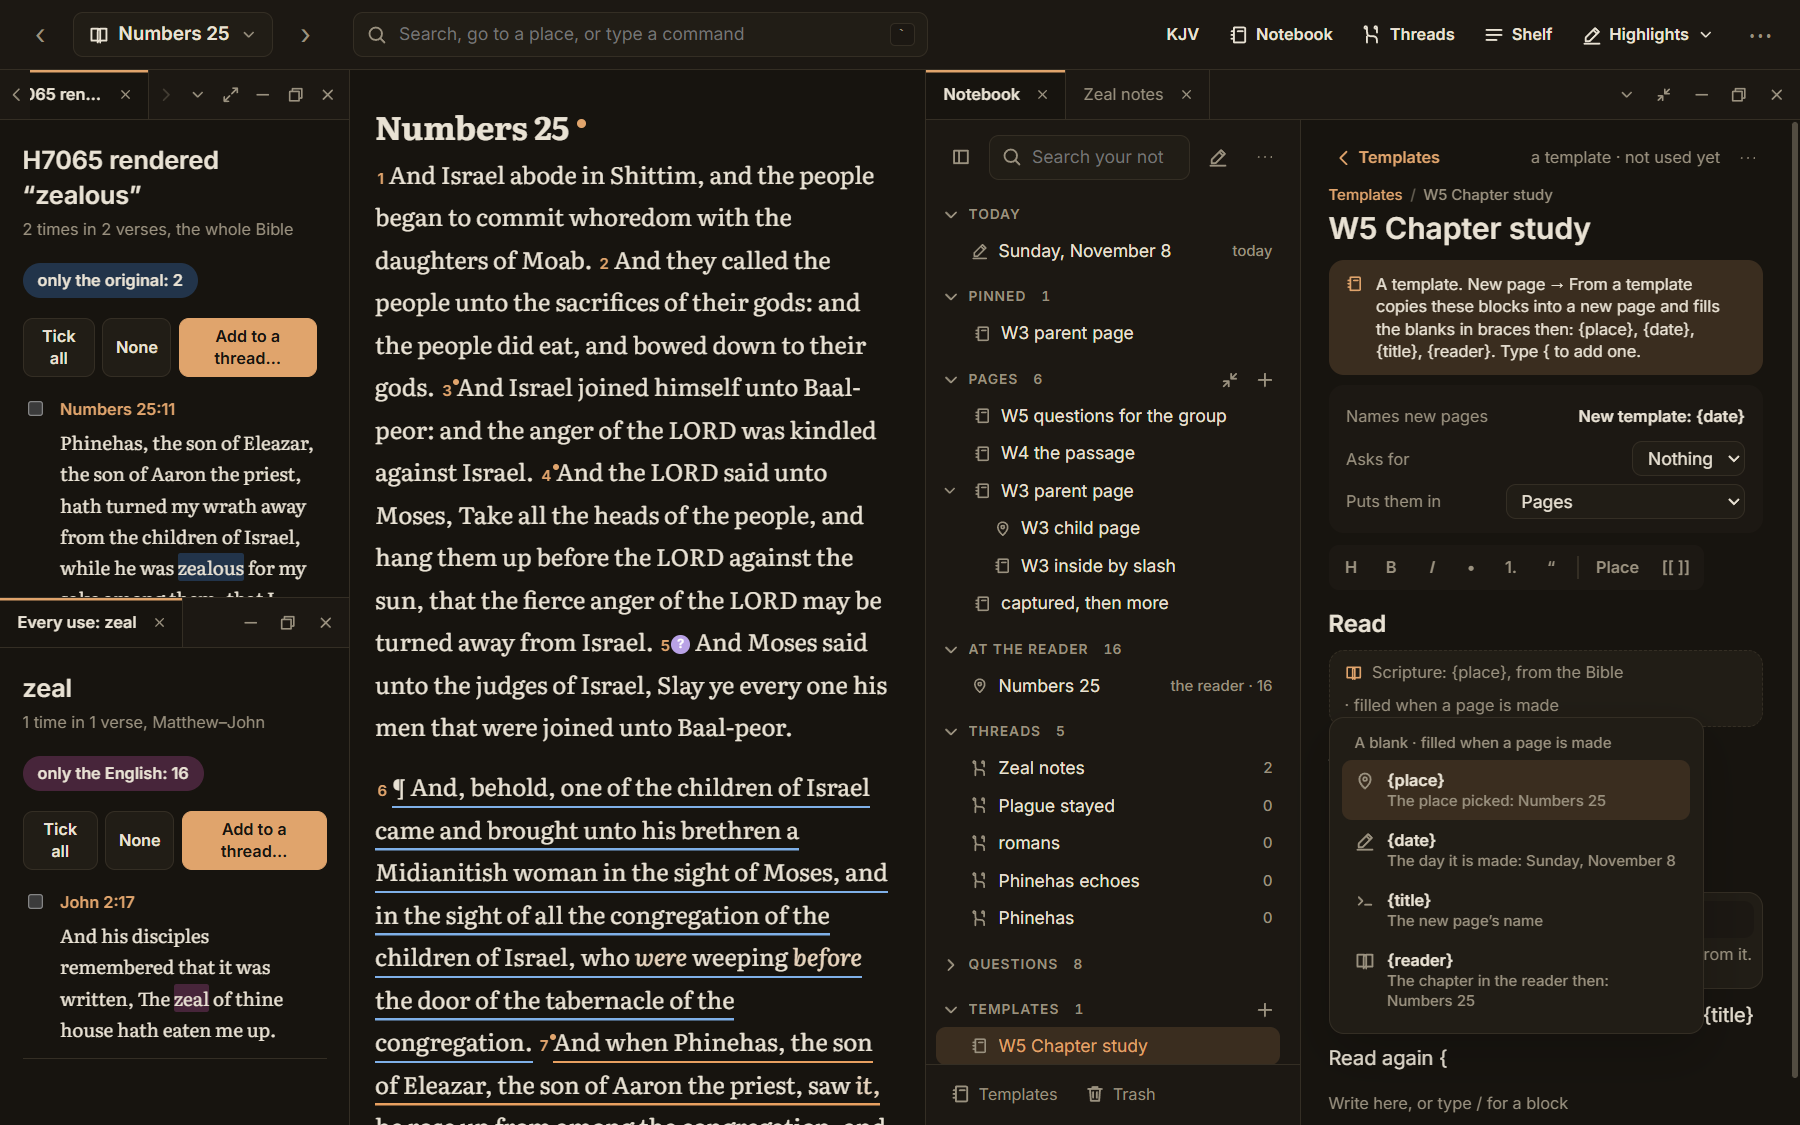 Numbers 25
Search, go to a place, or type a command
`
KJV
Notebook
Threads
Shelf
Highlights
065 ren...
H7065 rendered
“zealous”
2 times in 2 verses, the whole Bible
only the original: 2
Tick
all
None
Add to a
thread...
Numbers 25:11
Phinehas, the son of Eleazar,
the son of Aaron the priest,
hath turned my wrath away
from the children of Israel,
while he was zealous for my
sake among them, that I
Every use: zeal
zeal
1 time in 1 verse, Matthew–John
only the English: 16
Tick
all
None
Add to a
thread...
John 2:17
And his disciples
remembered that it was
written, The zeal of thine
house hath eaten me up.
Numbers 25
1 And Israel abode in Shittim, and the people
began to commit whoredom with the
daughters of Moab. 2 And they called the
people unto the sacrifices of their gods: and
the people did eat, and bowed down to their
gods. 3 And Israel joined himself unto Baal-
peor: and the anger of the LORD was kindled
against Israel. 4 And the LORD said unto
Moses, Take all the heads of the people, and
hang them up before the LORD against the
sun, that the fierce anger of the LORD may be
turned away from Israel. 5 ? And Moses said
unto the judges of Israel, Slay ye every one his
men that were joined unto Baal-peor.
6 ¶ And, behold, one of the children of Israel
came and brought unto his brethren a
Midianitish woman in the sight of Moses, and
in the sight of all the congregation of the
children of Israel, who were weeping before
the door of the tabernacle of the
congregation. 7 And when Phinehas, the son
of Eleazar, the son of Aaron the priest, saw it,
he rose up from among the congregation, and
Notebook
Zeal notes
Search your not
TODAY
Sunday, November 8 today
PINNED 1
W3 parent page
PAGES 6
W5 questions for the group
W4 the passage
W3 parent page
W3 child page
W3 inside by slash
captured, then more
AT THE READER 16
Numbers 25 the reader · 16
THREADS 5
Zeal notes 2
Plague stayed 0
romans 0
Phinehas echoes 0
Phinehas 0
QUESTIONS 8
TEMPLATES 1
W5 Chapter study
Templates
Trash
Templates
a template · not used yet
Templates / W5 Chapter study
W5 Chapter study
A template. New page → From a template
copies these blocks into a new page and fills
the blanks in braces then: {place}, {date},
{title}, {reader}. Type { to add one.
Names new pages New template: {date}
Asks for Nothing
Puts them in Pages
H B I • 1. “ Place [[ ]]
Read
Scripture: {place}, from the Bible
· filled when a page is made
A blank · filled when a page is made
{place}
The place picked: Numbers 25
{date}
The day it is made: Sunday, November 8
{title}
The new page’s name
{reader}
The chapter in the reader then:
Numbers 25
rom it.
{title}
Read again {
Write here, or type / for a block